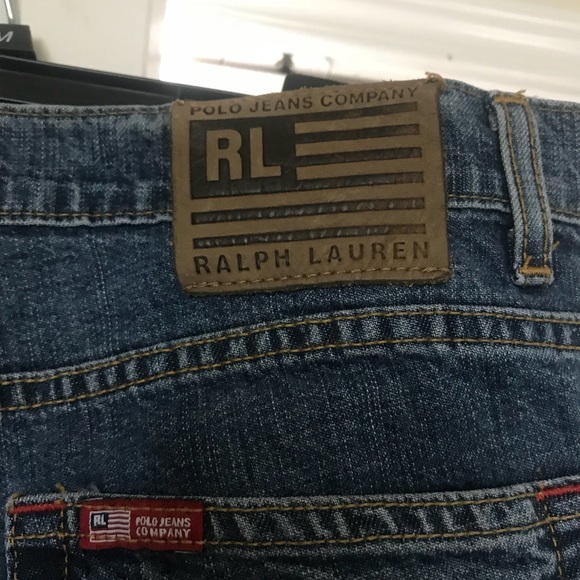 M
POLO JEANS COMPANY
RL
RALPH LAUREN
RL POLO JEANS
COMPANY